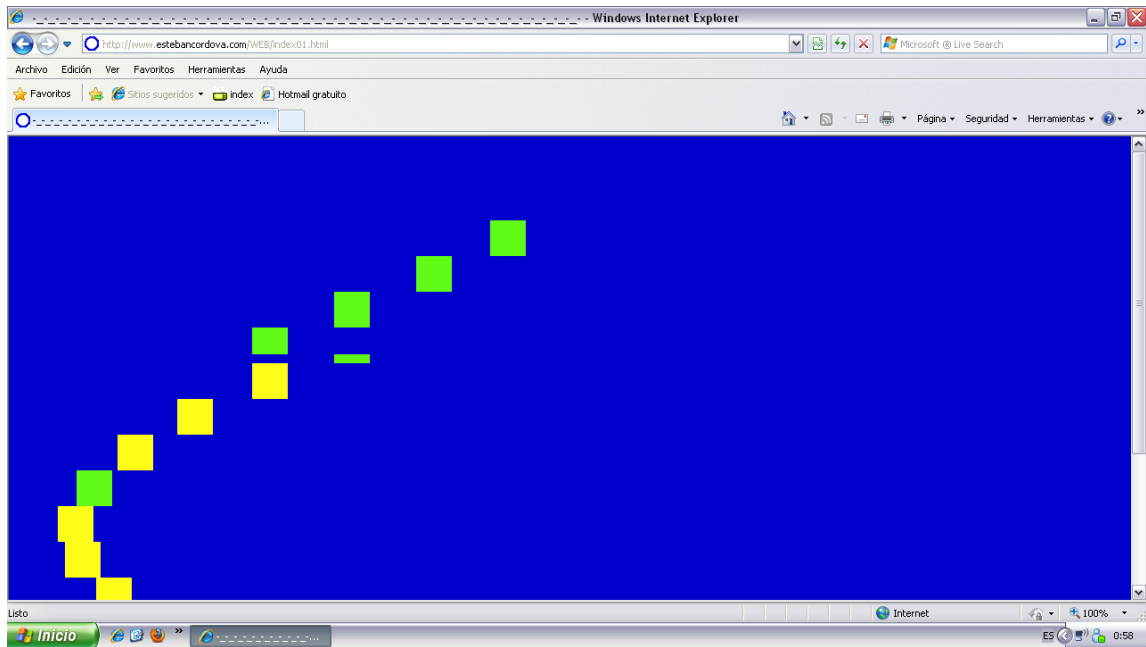 - - - - - - - - - - - - - - - - - - - - - - - - - - - - - - - - - - - - - - - - - - - - - - - - - - - - - - - - - - - - - - Windows Internet Explorer
http://www.estebancordova.com/WEB/index01.html Microsoft ® Live Search
Archivo Edición Ver Favoritos Herramientas Ayuda
Favoritos Sitios sugeridos index Hotmail gratuito
- - - - - - - - - - - - - - - - - - - - - - - - - - - ... Página Seguridad Herramientas »
Listo Internet 100%
Inicio » - - - - - - - - - - - ... ES 0:58